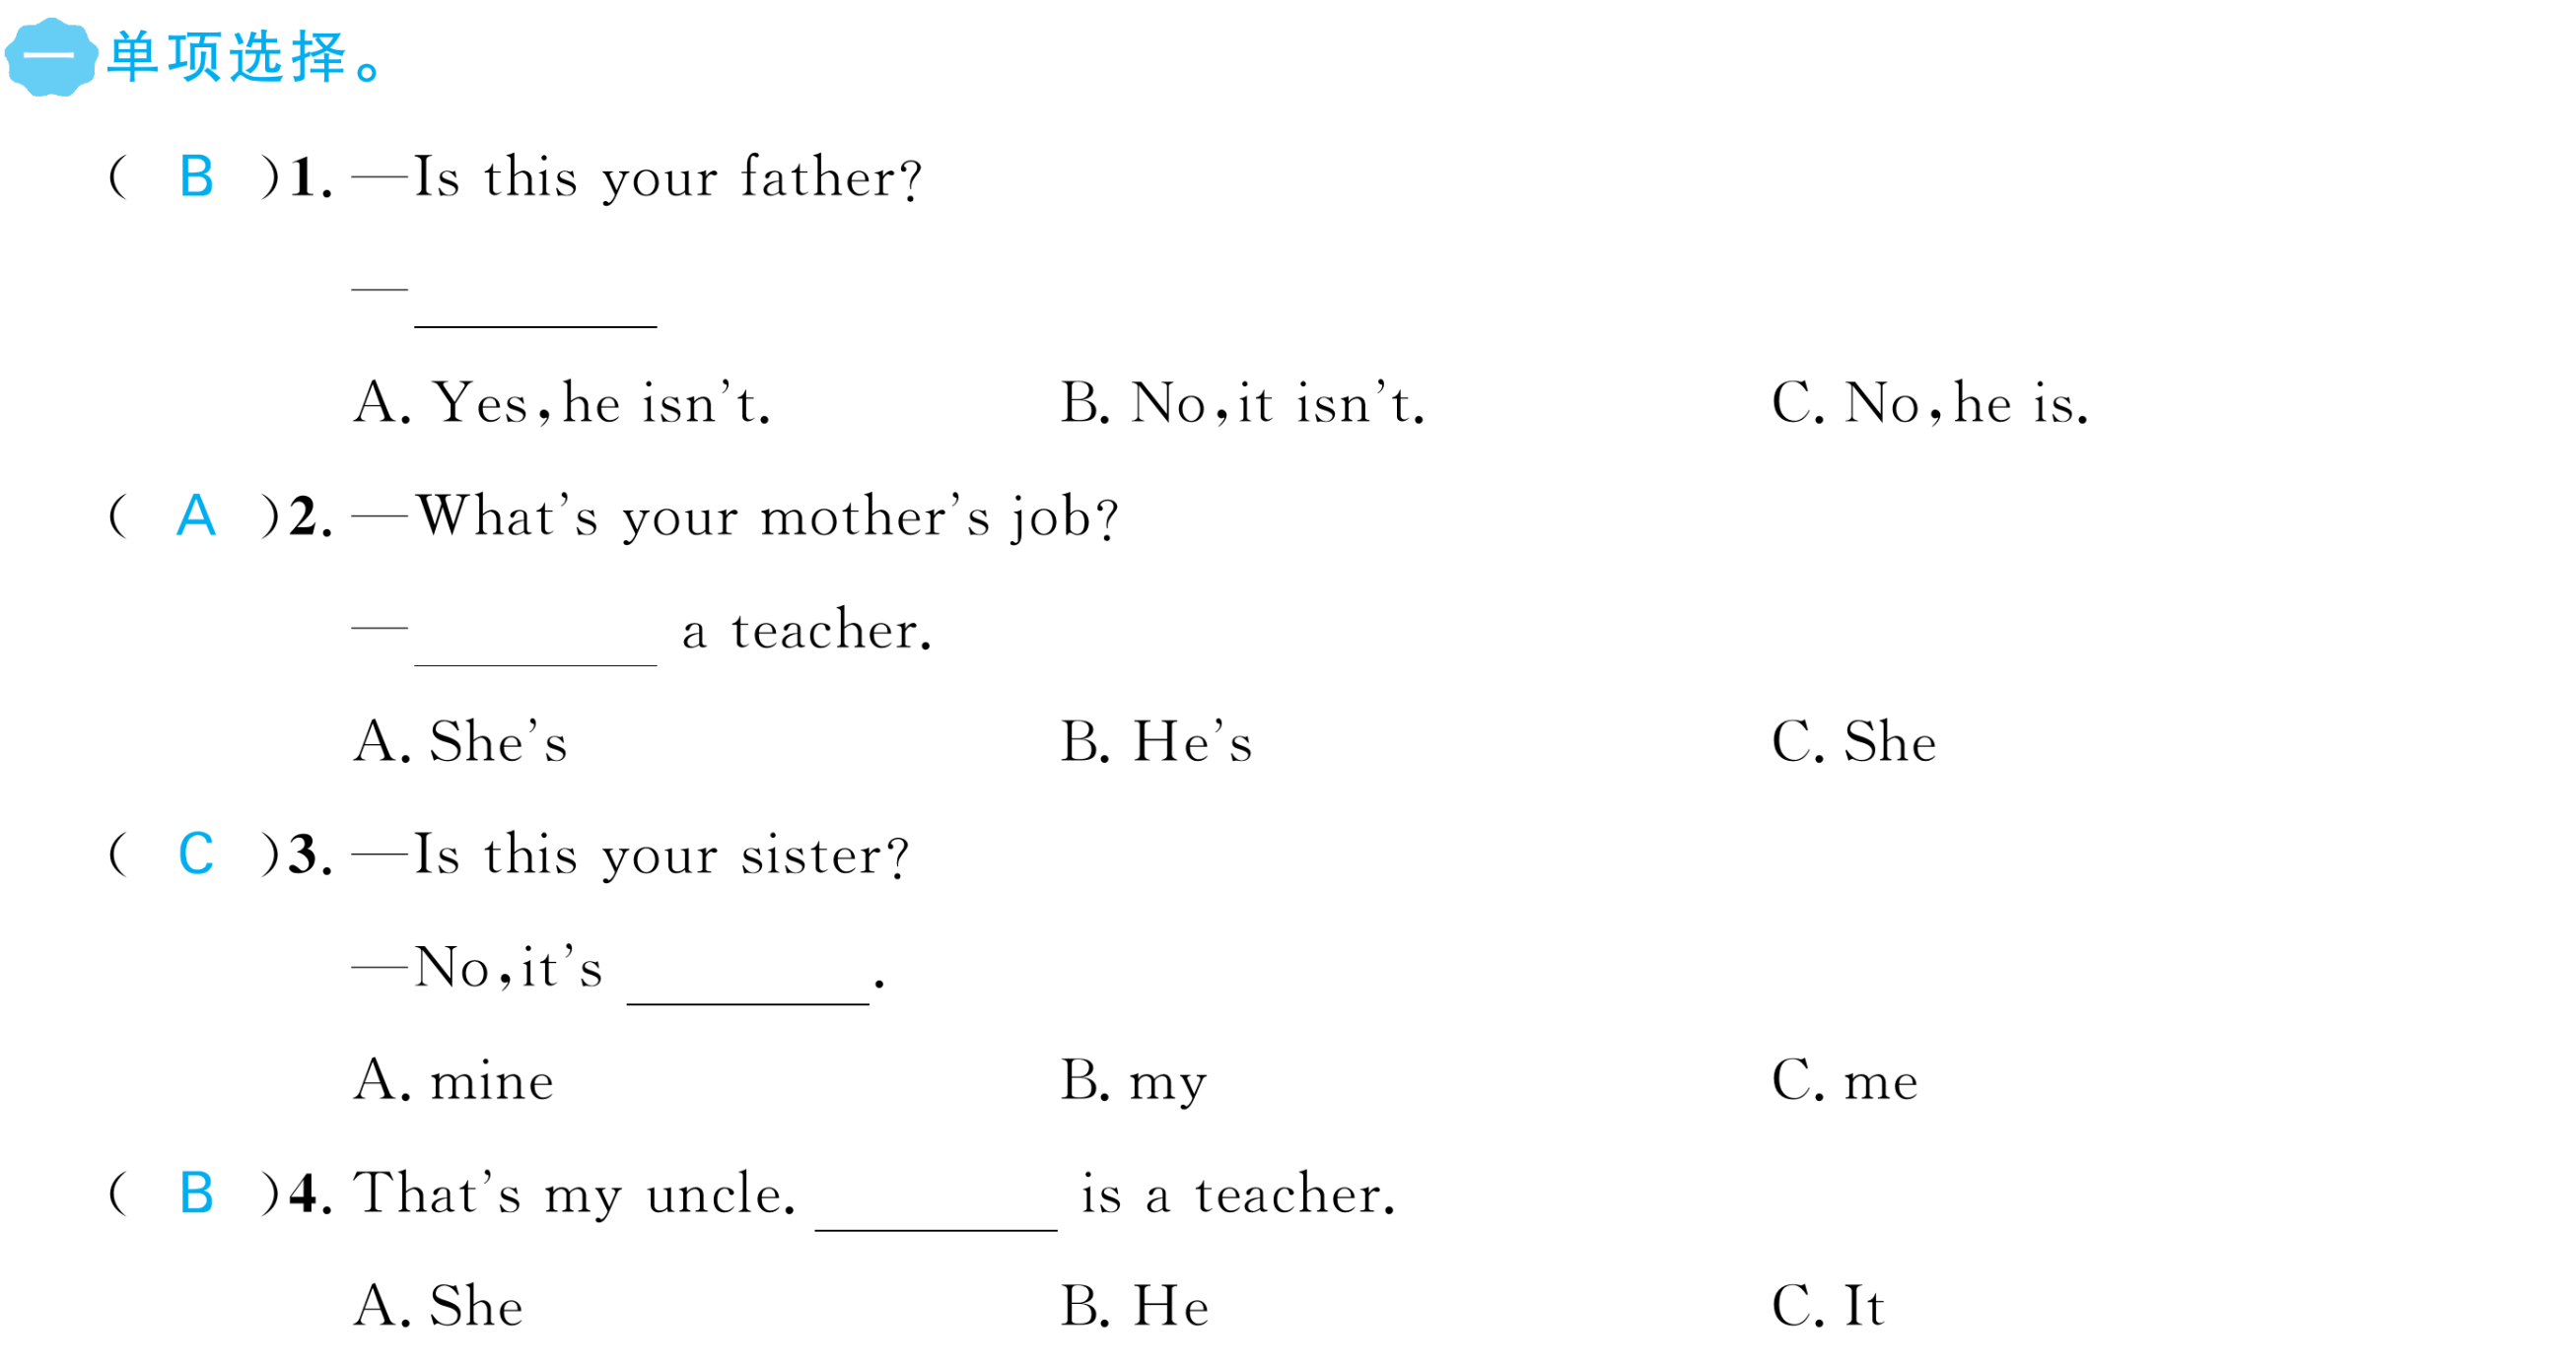 一 单项选择。
( B )1. —Is this your father?
—________
A. Yes,he isn't. B. No,it isn't. C. No,he is.
( A )2. —What's your mother's job?
—________ a teacher.
A. She's B. He's C. She
( C )3. —Is this your sister?
—No,it's ________.
A. mine B. my C. me
( B )4. That's my uncle. ________ is a teacher.
A. She B. He C. It